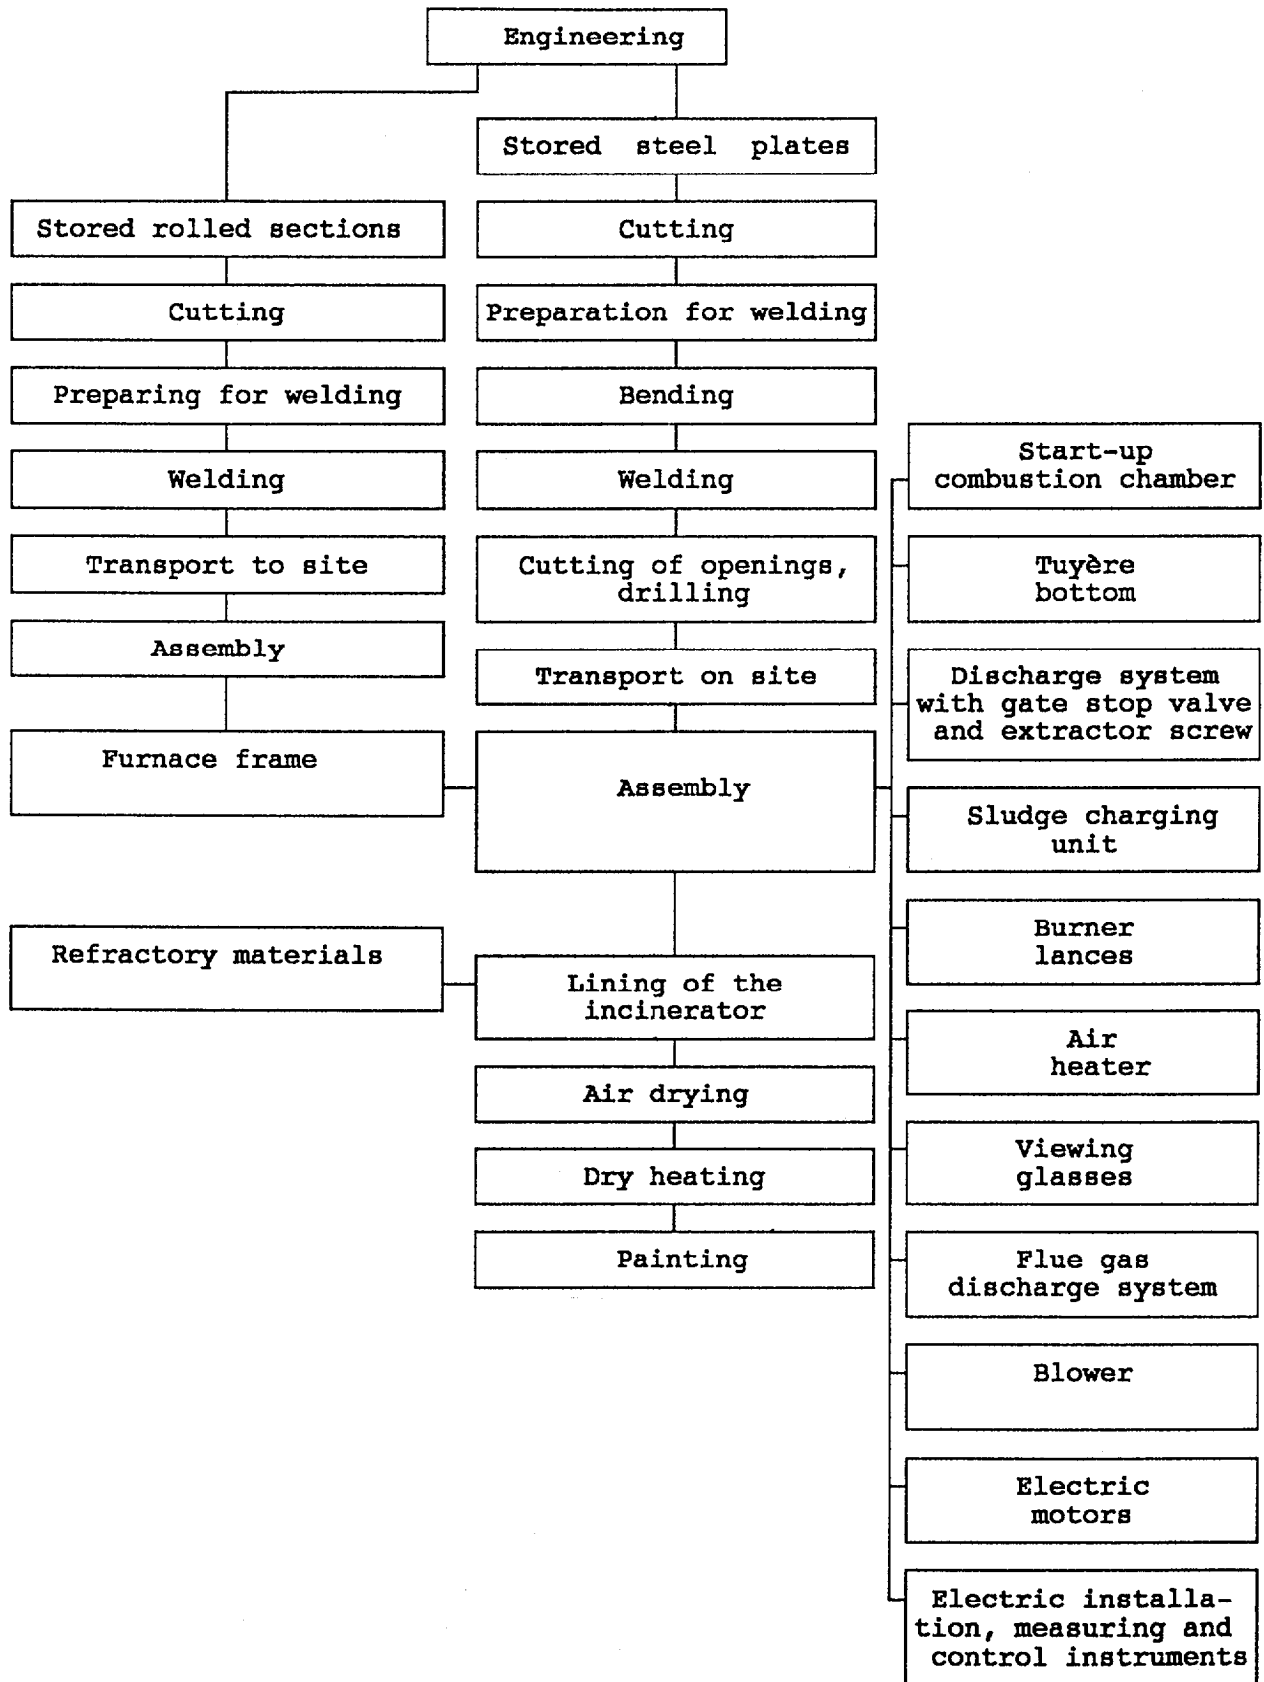 Engineering
Stored steel plates
Stored rolled sections
Cutting
Cutting
Preparation for welding
Preparing for welding
Bending
Welding
Welding
Transport to site
Cutting of openings,
drilling
Assembly
Transport on site
Furnace frame
Assembly
Refractory materials
Lining of the
incinerator
Air drying
Dry heating
Painting
Start-up
combustion chamber
Tuyère
bottom
Discharge system
with gate stop valve
and extractor screw
Sludge charging
unit
Burner
lances
Air
heater
Viewing
glasses
Flue gas
discharge system
Blower
Electric
motors
Electric installa-
tion, measuring and
control instruments